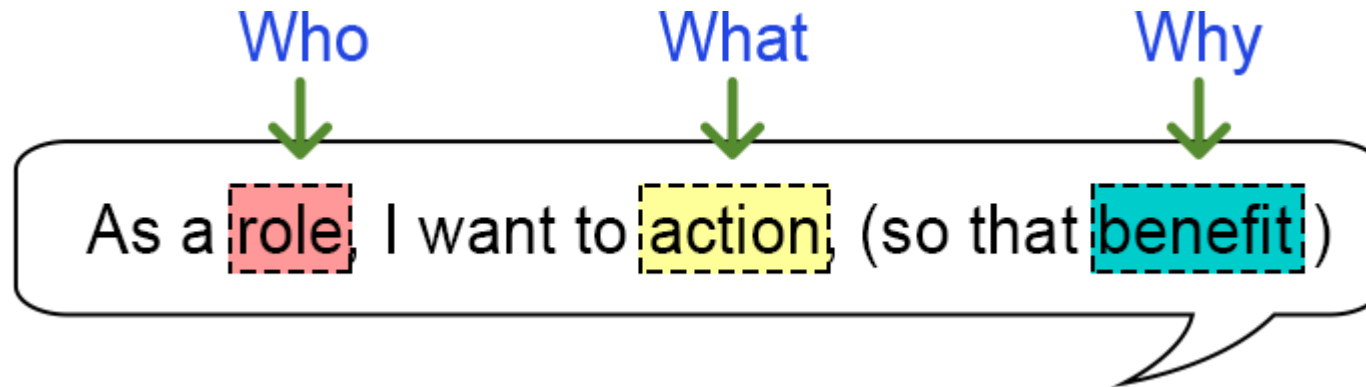 Who What Why
As a role, I want to action, (so that benefit )